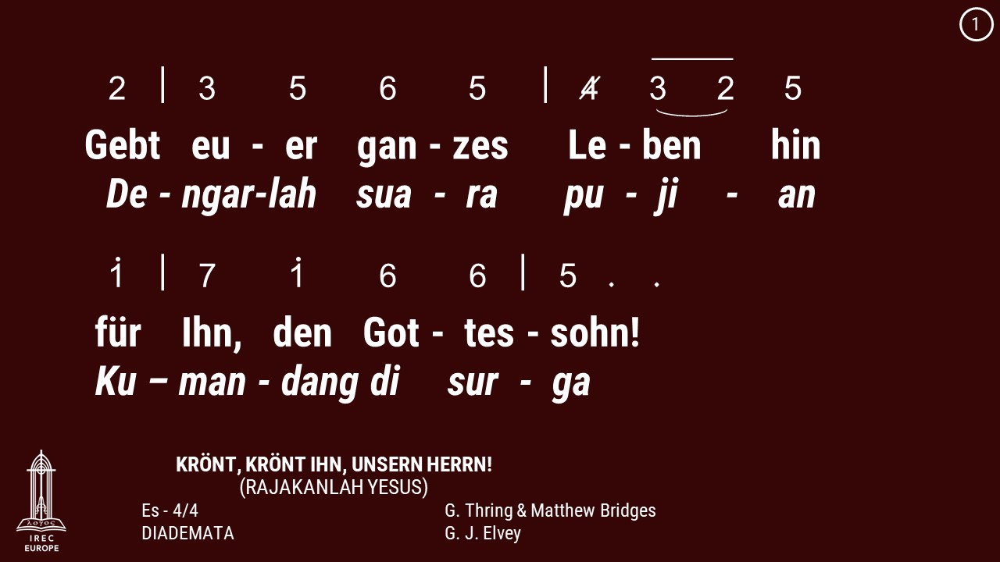 1
2 | 3 5 6 5 | 4̸ 3 2 5
Gebt eu - er gan - zes Le - ben hin
De - ngar-lah sua - ra pu - ji - an
1̇ | 7 1̇ 6 6 | 5 . .
für Ihn, den Got - tes - sohn!
Ku – man - dang di sur - ga
KRÖNT, KRÖNT IHN, UNSERN HERRN!
(RAJAKANLAH YESUS)
Es - 4/4
G. Thring & Matthew Bridges
DIADEMATA
G. J. Elvey
λογος
IREC
EUROPE